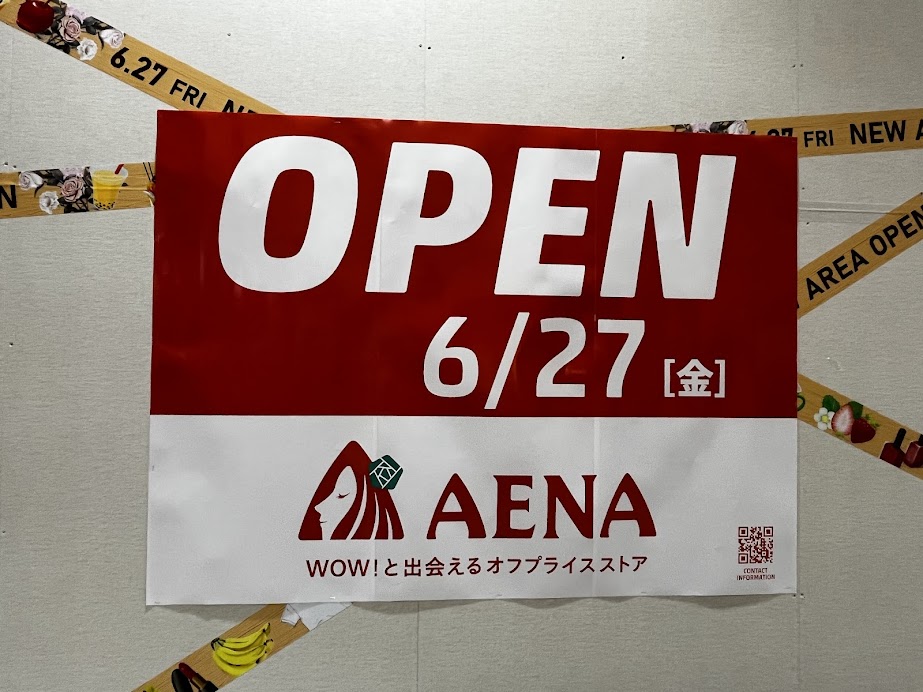 6.27 FRI
6.27 FRI NEW A
N
AREA OPEN
OPEN
6/27 [金]
AENA
WOW!と出会えるオフプライスストア
CONTACT
INFORMATION